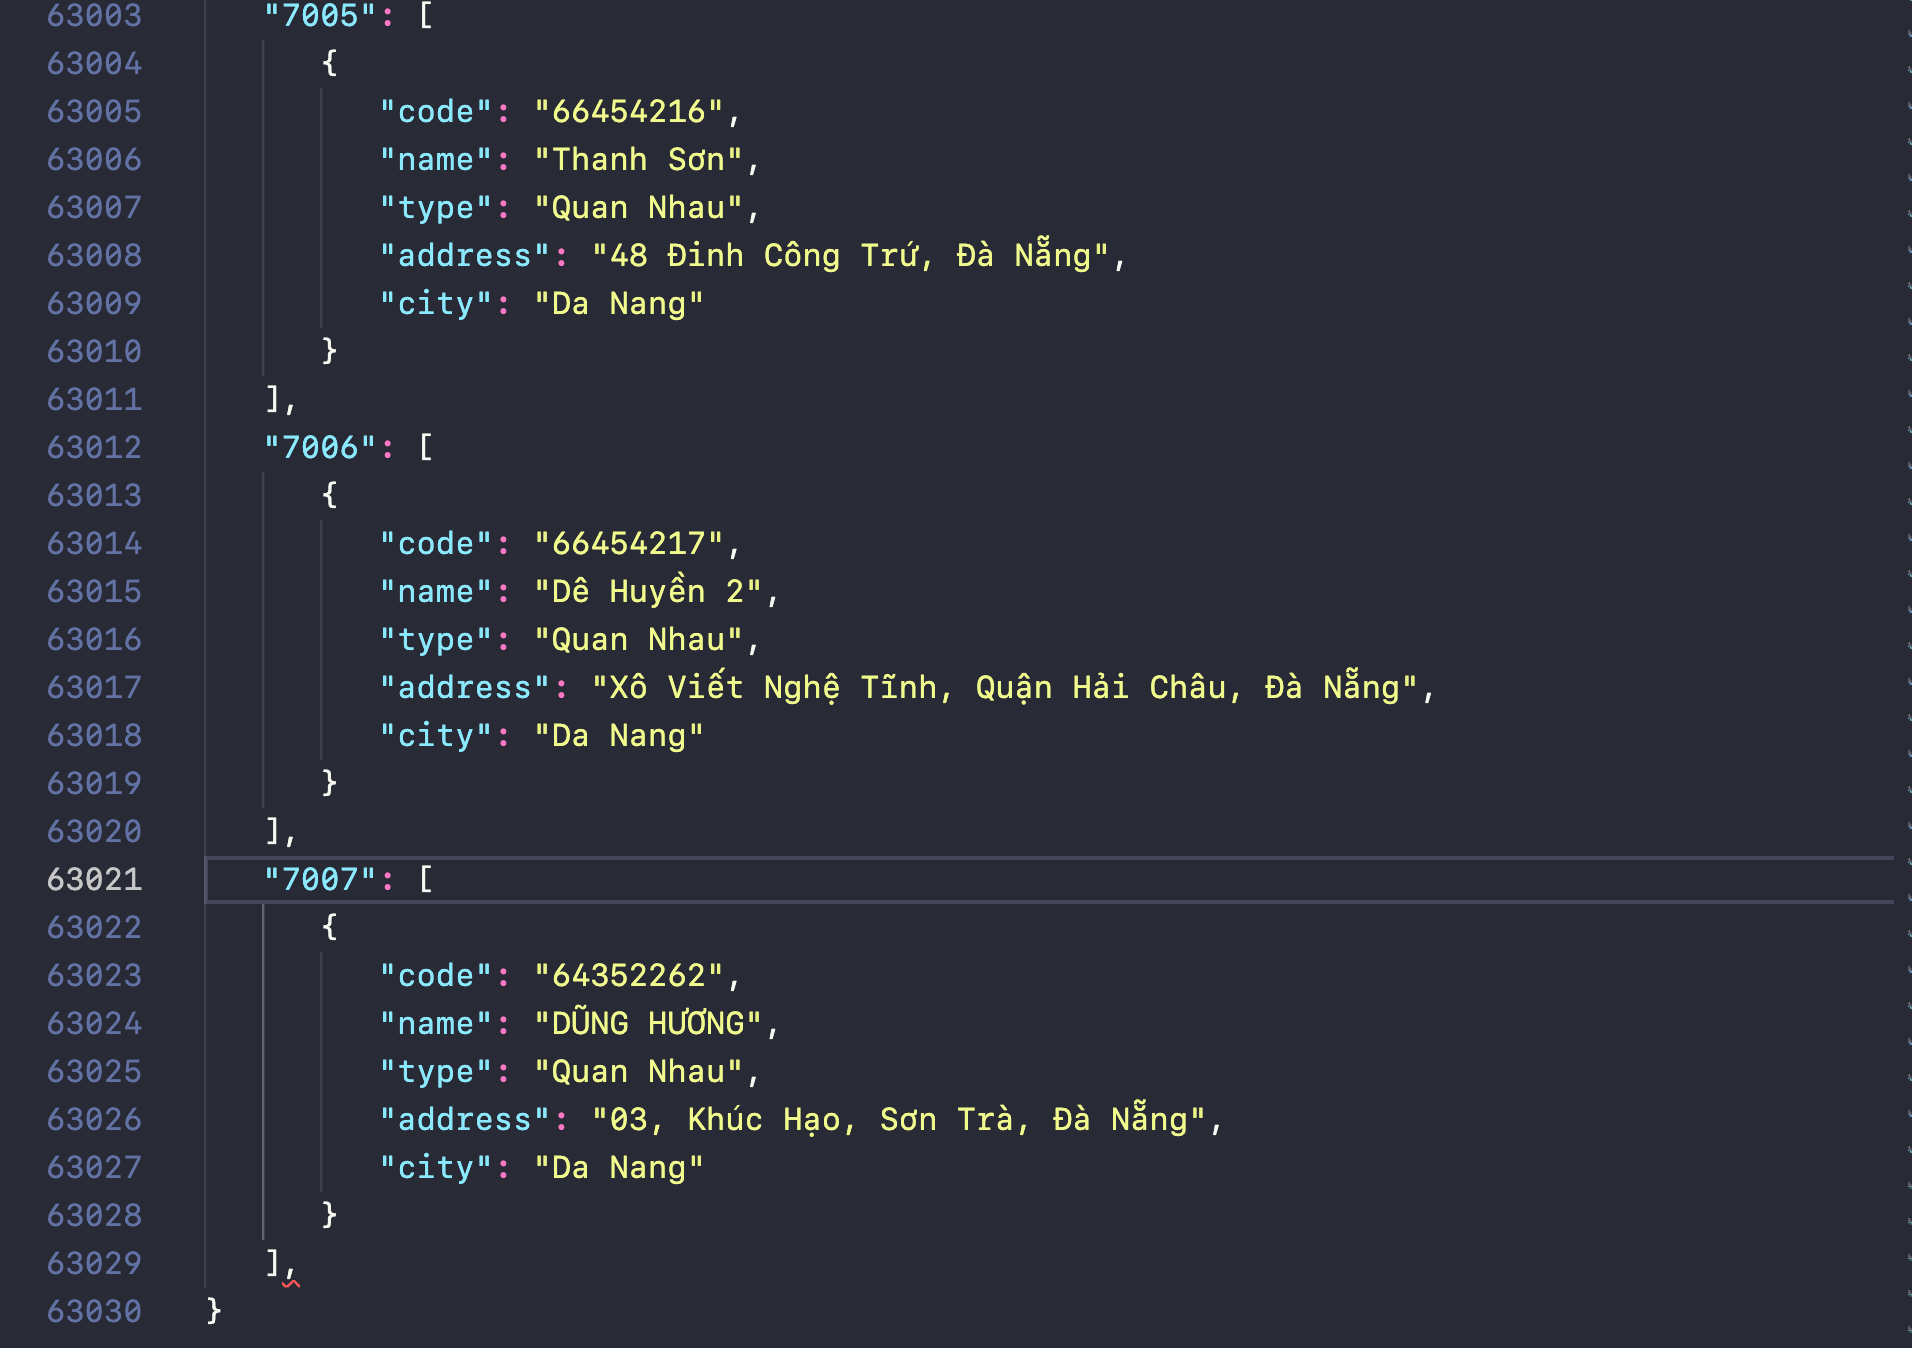 63003 "7005": [
63004 {
63005 "code": "66454216",
63006 "name": "Thanh Sơn",
63007 "type": "Quan Nhau",
63008 "address": "48 Đinh Công Trứ, Đà Nẵng",
63009 "city": "Da Nang"
63010 }
63011 ],
63012 "7006": [
63013 {
63014 "code": "66454217",
63015 "name": "Dê Huyền 2",
63016 "type": "Quan Nhau",
63017 "address": "Xô Viết Nghệ Tĩnh, Quận Hải Châu, Đà Nẵng",
63018 "city": "Da Nang"
63019 }
63020 ],
63021 "7007": [
63022 {
63023 "code": "64352262",
63024 "name": "DŨNG HƯƠNG",
63025 "type": "Quan Nhau",
63026 "address": "03, Khúc Hạo, Sơn Trà, Đà Nẵng",
63027 "city": "Da Nang"
63028 }
63029 ],
63030 }